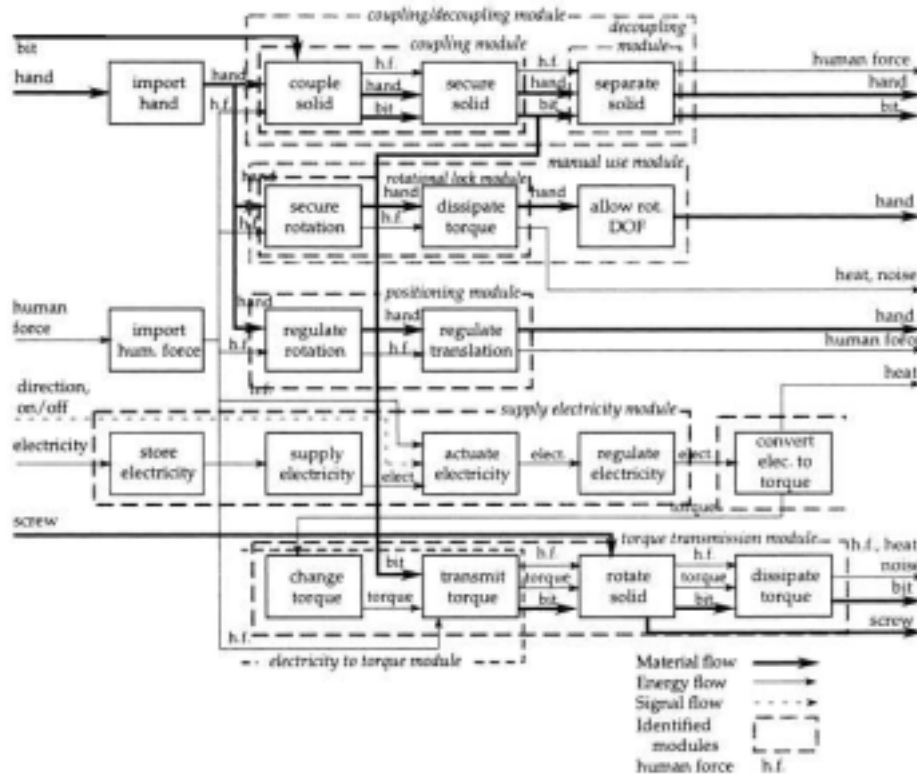 coupling/decoupling module
decoupling
module
coupling module
bit
hand
import
hand
hand
h.f.
couple
solid
h.f.
hand
bit
secure
solid
h.f.
hand
bit
separate
solid
human force
hand
bit
manual use module
rotational lock module
hand
h.f.
secure
rotation
hand
h.f.
dissipate
torque
hand
allow rot.
DOF
hand
heat, noise
positioning module
human
force
import
hum. force
hand
h.f.
regulate
rotation
hand
h.f.
regulate
translation
hand
human force
h.f.
direction,
on/off
heat
supply electricity module
electricity
store
electricity
supply
electricity
elect.
actuate
electricity
elect.
regulate
electricity
elect.
convert
elec. to
torque
torque
screw
torque transmission module
change
torque
torque
bit
transmit
torque
h.f.
torque
bit
rotate
solid
h.f.
torque
bit
dissipate
torque
h.f., heat
noise
bit
screw
h.f.
electricity to torque module
Material flow
Energy flow
Signal flow
Identified
modules
human force h.f.